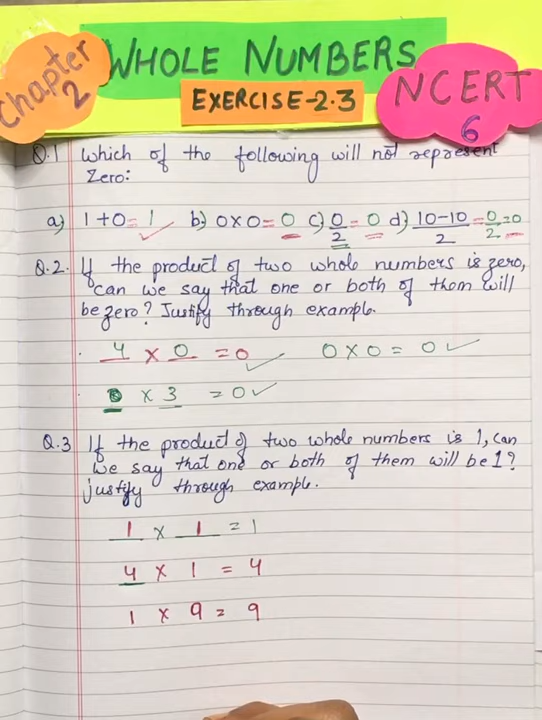 Chapter 2
WHOLE NUMBERS
EXERCISE-2.3
NCERT 6
Q.1 Which of the following will not represent
Zero:
a) 1+0=1 b) 0×0=0 c) 0/2=0 d) 10-10/2=0/2=0
Q.2. If the product of two whole numbers is zero,
can we say that one or both of them will
be zero? Justify through example.
4 × 0 = 0 0×0 = 0
0 × 3 = 0
Q.3 If the product of two whole numbers is 1, can
we say that one or both of them will be 1?
justify through example.
1 × 1 = 1
4 × 1 = 4
1 × 9 = 9